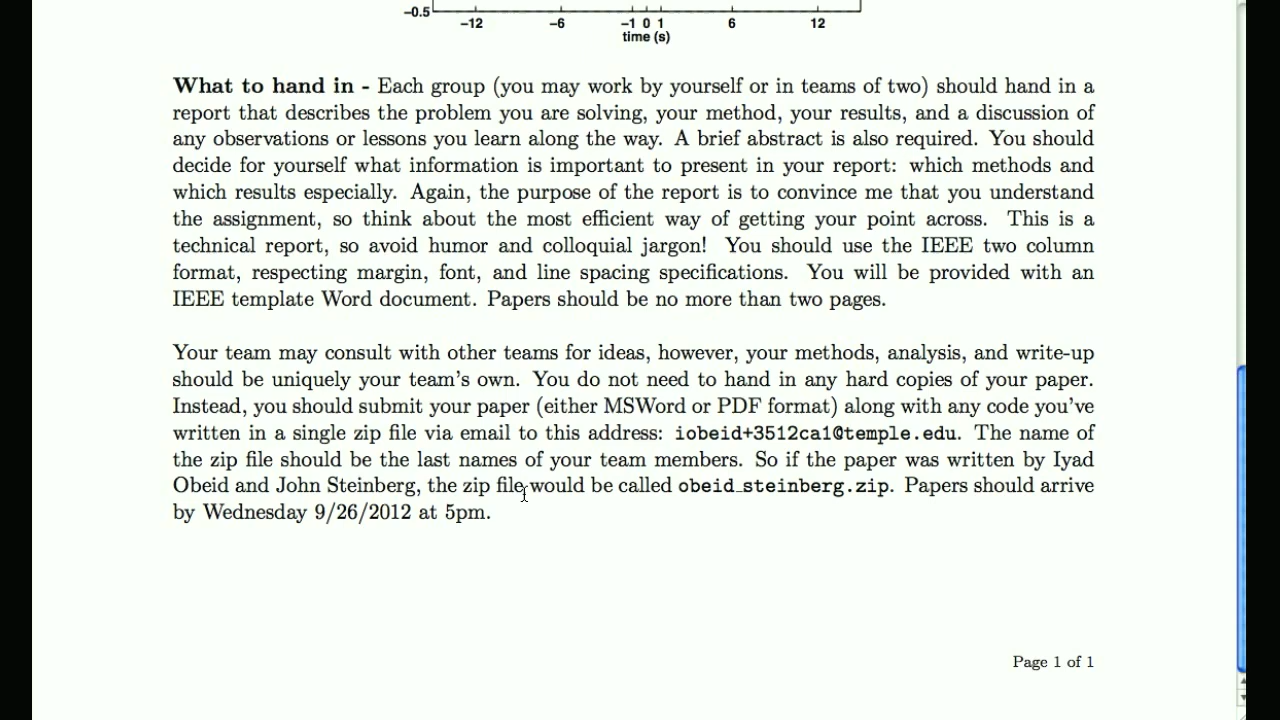 −0.5
−12 −6 −1 0 1 6 12
time (s)
What to hand in - Each group (you may work by yourself or in teams of two) should hand in a
report that describes the problem you are solving, your method, your results, and a discussion of
any observations or lessons you learn along the way. A brief abstract is also required. You should
decide for yourself what information is important to present in your report: which methods and
which results especially. Again, the purpose of the report is to convince me that you understand
the assignment, so think about the most efficient way of getting your point across. This is a
technical report, so avoid humor and colloquial jargon! You should use the IEEE two column
format, respecting margin, font, and line spacing specifications. You will be provided with an
IEEE template Word document. Papers should be no more than two pages.
Your team may consult with other teams for ideas, however, your methods, analysis, and write-up
should be uniquely your team's own. You do not need to hand in any hard copies of your paper.
Instead, you should submit your paper (either MSWord or PDF format) along with any code you've
written in a single zip file via email to this address: iobeid+3512ca1@temple.edu. The name of
the zip file should be the last names of your team members. So if the paper was written by Iyad
Obeid and John Steinberg, the zip file would be called obeid_steinberg.zip. Papers should arrive
by Wednesday 9/26/2012 at 5pm.
Page 1 of 1